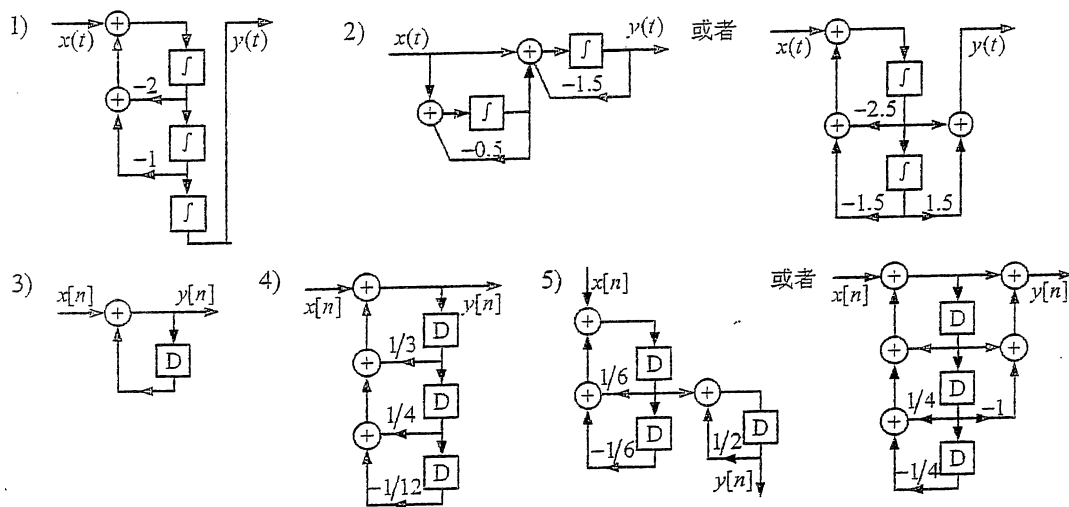 1)
x(t)
+
∫
y(t)
−2
+
∫
−1
∫
2)
x(t)
+
∫
y(t)
−1.5
+
∫
−0.5
或者
x(t)
+
∫
y(t)
+
−2.5
+
∫
−1.5
1.5
3)
x[n]
+
y[n]
D
4)
x[n]
+
y[n]
D
1/3
+
D
1/4
+
D
−1/12
5)
x[n]
+
D
1/6
+
+
D
−1/6
1/2
D
y[n]
或者
x[n]
+
+
y[n]
D
+
+
D
1/4
−1
+
D
−1/4